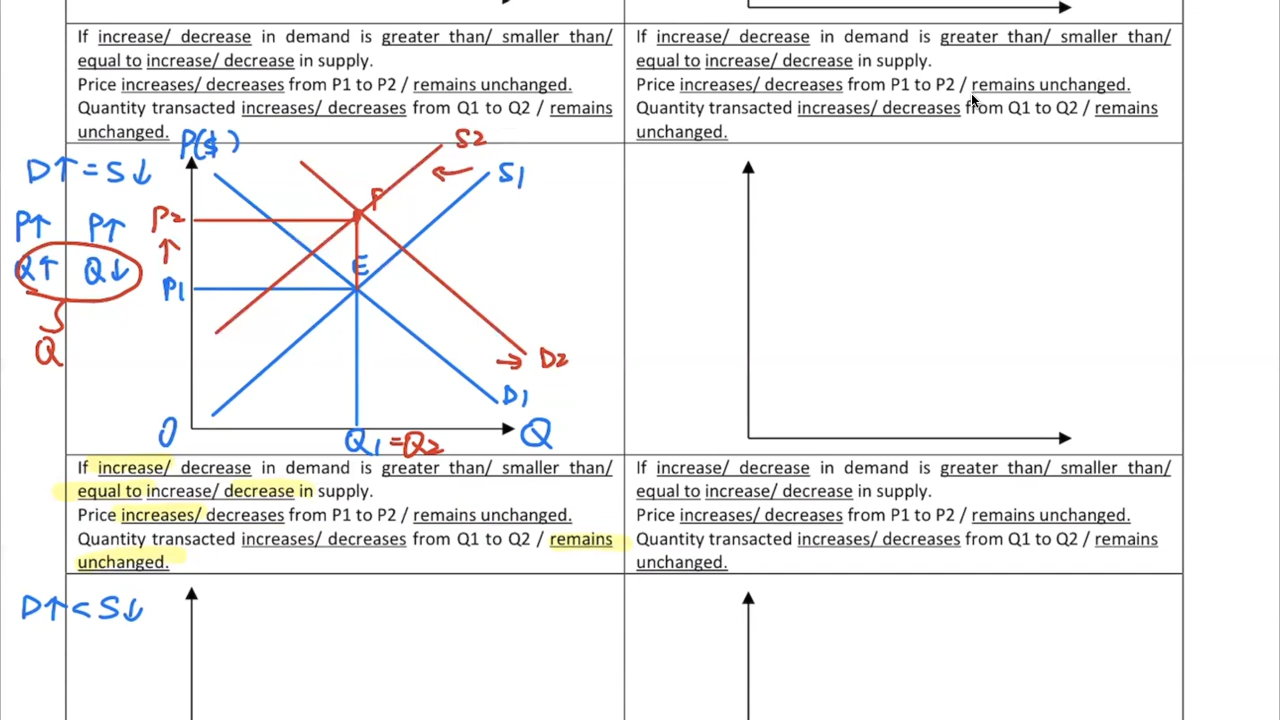 If increase/ decrease in demand is greater than/ smaller than/
equal to increase/ decrease in supply.
Price increases/ decreases from P1 to P2 / remains unchanged.
Quantity transacted increases/ decreases from Q1 to Q2 / remains
unchanged.
If increase/ decrease in demand is greater than/ smaller than/
equal to increase/ decrease in supply.
Price increases/ decreases from P1 to P2 / remains unchanged.
Quantity transacted increases/ decreases from Q1 to Q2 / remains
unchanged.
P($)
D↑ = S↓
P↑ P↑
Q↑ Q↓
Q
S2
←
S1
F
P2
↑
E
P1
→ D2
D1
O
Q1 = Q2
Q
If increase/ decrease in demand is greater than/ smaller than/
equal to increase/ decrease in supply.
Price increases/ decreases from P1 to P2 / remains unchanged.
Quantity transacted increases/ decreases from Q1 to Q2 / remains
unchanged.
If increase/ decrease in demand is greater than/ smaller than/
equal to increase/ decrease in supply.
Price increases/ decreases from P1 to P2 / remains unchanged.
Quantity transacted increases/ decreases from Q1 to Q2 / remains
unchanged.
D↑ < S↓